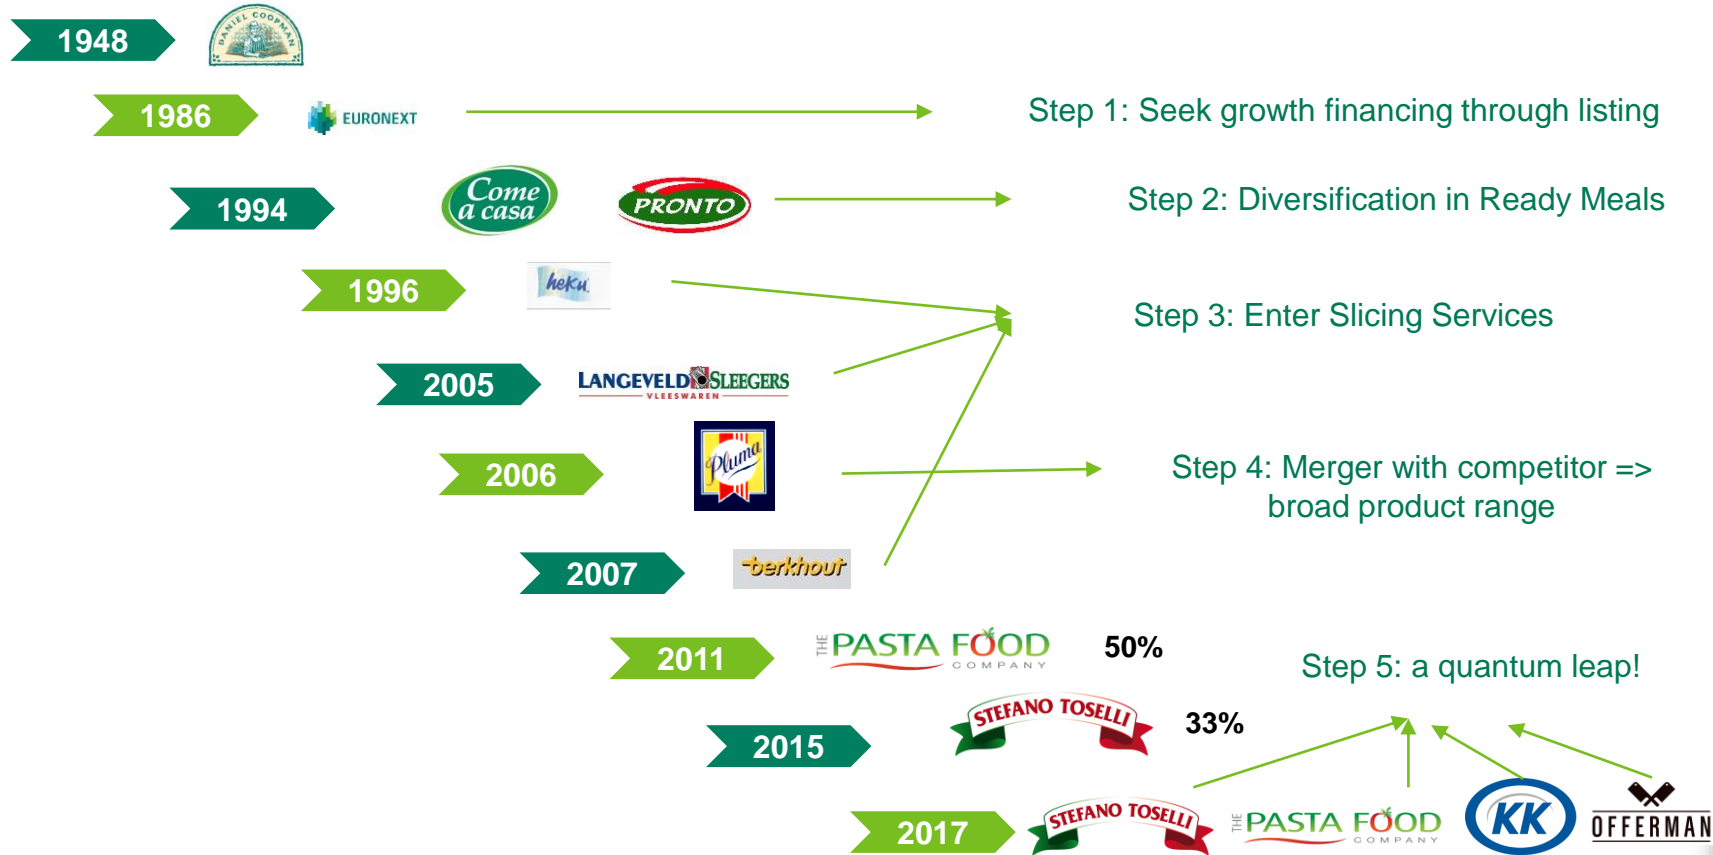 1948
DANIEL COOPMAN
1986
EURONEXT
Step 1: Seek growth financing through listing
1994
Come
a casa
PRONTO
Step 2: Diversification in Ready Meals
1996
heku
Step 3: Enter Slicing Services
2005
LANGEVELD SLEEGERS
VLEESWAREN
2006
Pluma
Step 4: Merger with competitor =>
broad product range
2007
berkhout
2011
THE PASTA FOOD
COMPANY
50%
Step 5: a quantum leap!
2015
STEFANO TOSELLI
33%
2017
STEFANO TOSELLI
THE PASTA FOOD
COMPANY
KK
OFFERMAN